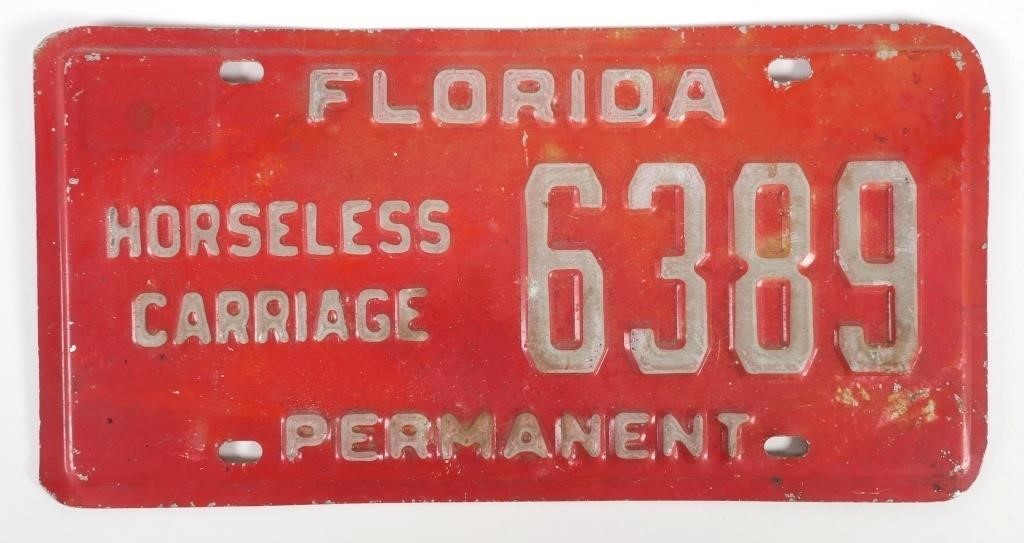 FLORIDA
HORSELESS
CARRIAGE
6389
PERMANENT